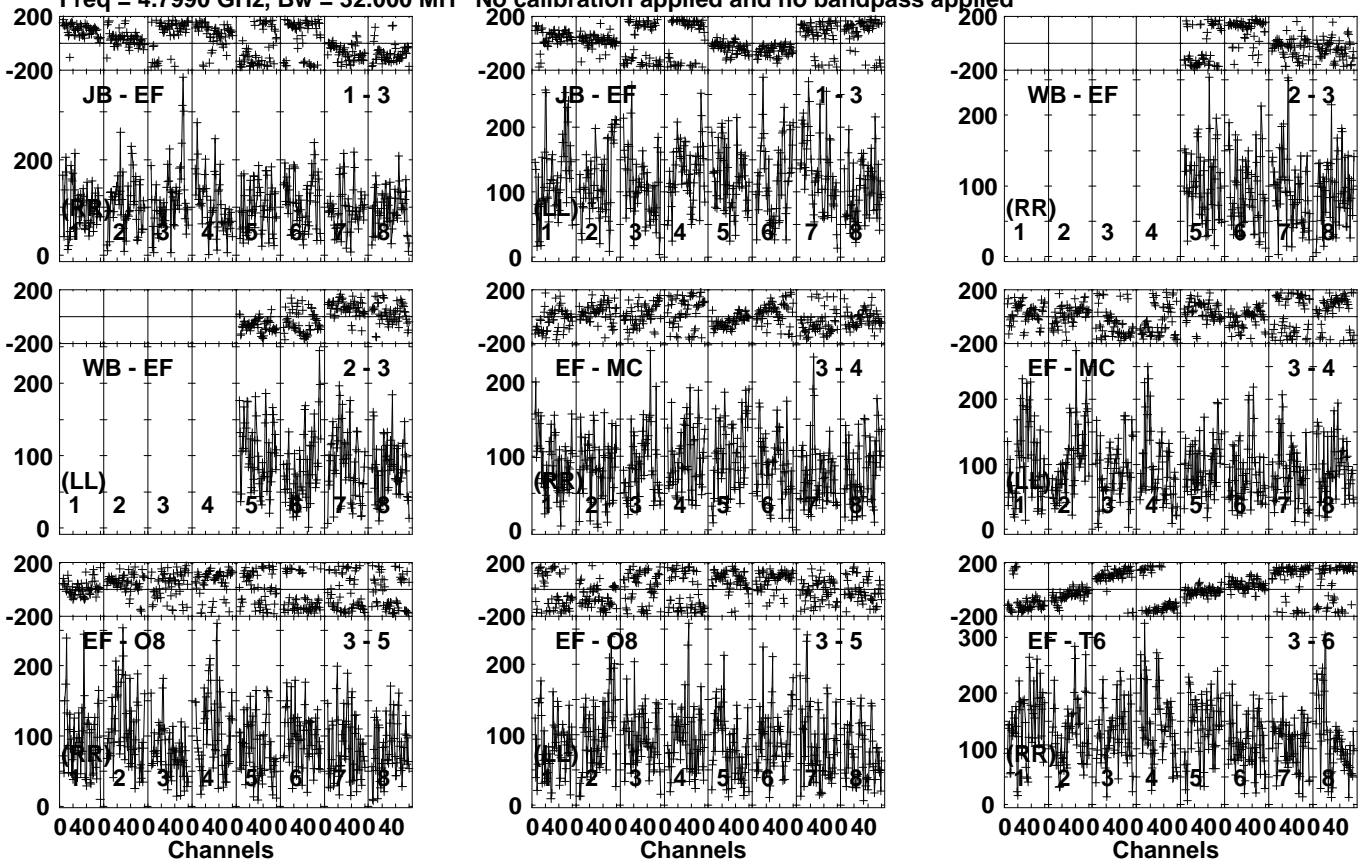 Freq = 4.7990 GHz, Bw = 32.000 MH No calibration applied and no bandpass applied
200 200 200
-200 -200 -200
JB - EF 1 - 3 JB - EF 1 - 3 WB - EF 2 - 3
200 200 200
100 100
(RR) (LL) (RR)
1 2 3 4 5 6 7 8 1 2 3 4 5 6 7 8 1 2 3 4 5 6 7 8
0 0 0
200 200 200
-200 -200 -200
WB - EF 2 - 3 EF - MC 3 - 4 EF - MC 3 - 4
200 200 200
100 100 100
(LL) (RR) (LL)
1 2 3 4 5 6 7 8 1 2 3 4 5 6 7 8 1 2 3 4 5 6 7 8
0 0 0
200 200 200
-200 -200 -200
EF - O8 3 - 5 EF - O8 3 - 5 EF - T6 3 - 6
300
200 200 200
100 100 100
(RR) (LL) (RR)
1 2 3 4 5 6 7 8 1 2 3 4 5 6 7 8 1 2 3 4 5 6 7 8
0 0 0
0 40 0 40 0 40 0 40 0 40 0 40 0 40 0 40 0 40 0 40 0 40 0 40 0 40 0 40 0 40 0 40 0 40 0 40 0 40 0 40 0 40 0 40 0 40 0 40
Channels Channels Channels